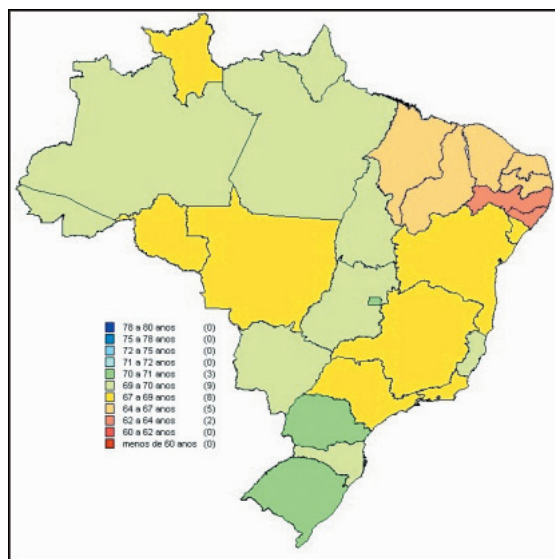 78 a 80 anos (0)
75 a 78 anos (0)
72 a 75 anos (0)
71 a 72 anos (0)
70 a 71 anos (3)
69 a 70 anos (9)
67 a 69 anos (8)
64 a 67 anos (5)
62 a 64 anos (2)
60 a 62 anos (0)
menos de 60 anos (0)